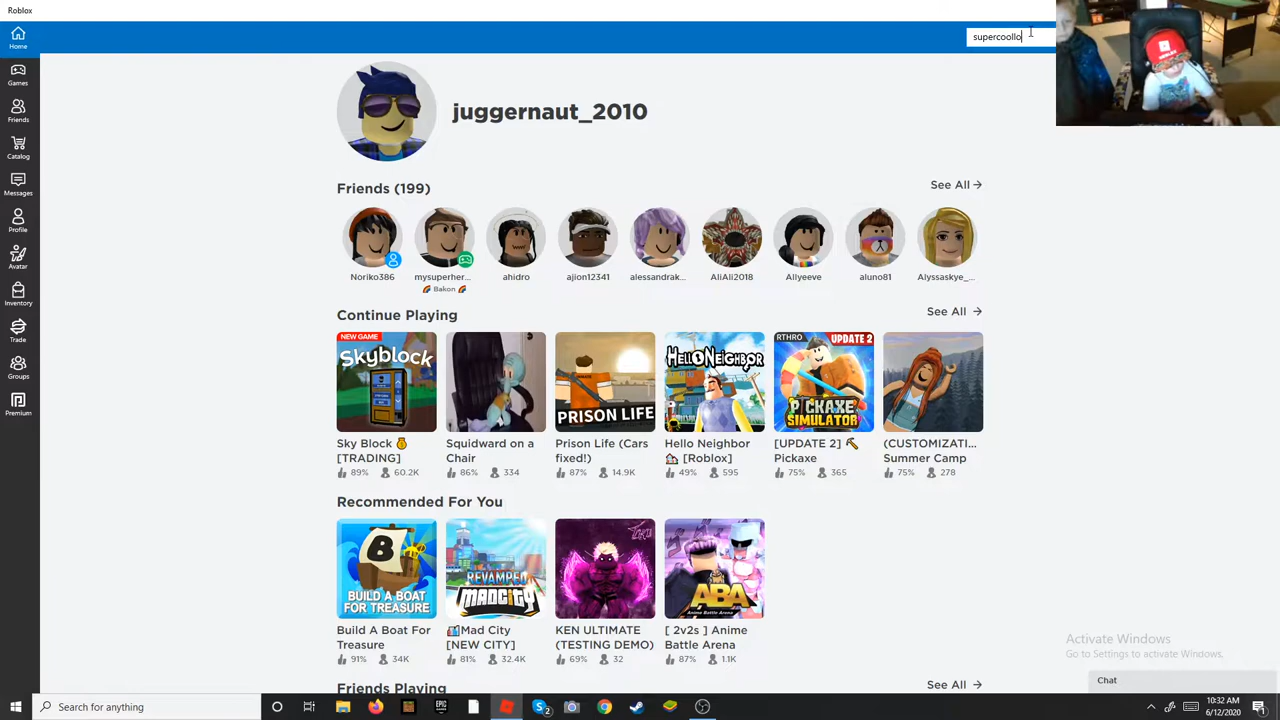 Roblox
supercoollo
Home
Games
Friends
Catalog
Messages
Profile
Avatar
Inventory
Trade
Groups
Premium
juggernaut_2010
Friends (199)
See All →
Noriko386
mysuperher...
ahidro
ajion12341
alessandrak...
AliAli2018
Allyeeve
aluno81
Alyssaskye_...
🌈 Bakon 🌈
Continue Playing
See All →
NEW GAME
Skyblock
PRISON LIFE
HELLO NEIGHBOR
RTHRO
UPDATE 2
PICKAXE
SIMULATOR
Sky Block 💰
[TRADING]
89% 60.2K
Squidward on a
Chair
86% 334
Prison Life (Cars
fixed!)
87% 14.9K
Hello Neighbor
🏠 [Roblox]
49% 595
[UPDATE 2] ⛏
Pickaxe
75% 365
(CUSTOMIZATI...
Summer Camp
75% 278
Recommended For You
B
BUILD A BOAT
FOR TREASURE
REVAMPED
MADCITY
ABA
Anime Battle Arena
Build A Boat For
Treasure
91% 34K
Mad City
[NEW CITY]
81% 32.4K
KEN ULTIMATE
(TESTING DEMO)
69% 32
[ 2v2s ] Anime
Battle Arena
87% 1.1K
Friends Playing
See All →
Activate Windows
Go to Settings to activate Windows.
Chat
Search for anything
EPIC
2
10:32 AM
6/12/2020
1